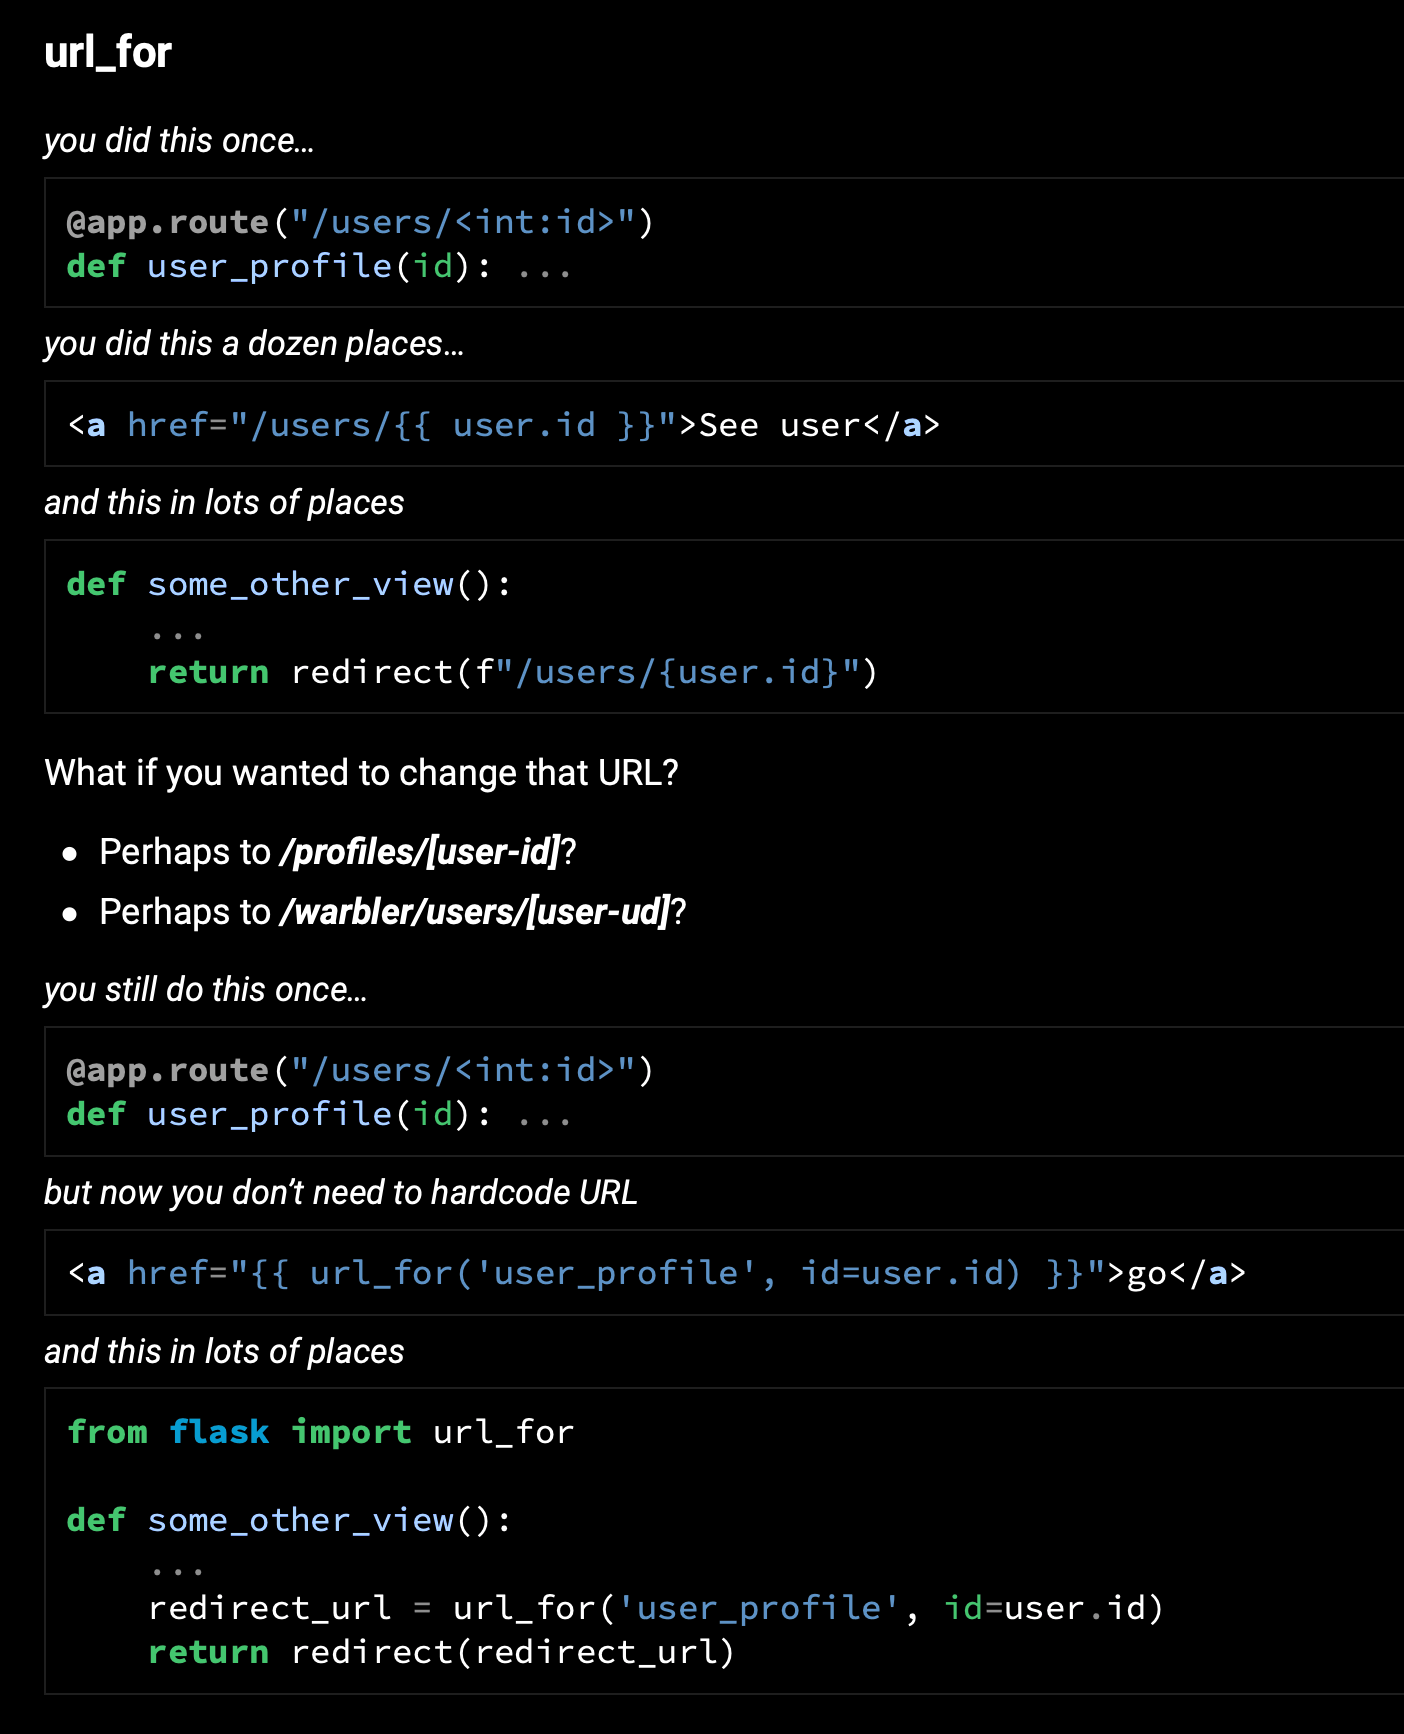 url_for
you did this once…
@app.route("/users/<int:id>")
def user_profile(id): ...
you did this a dozen places…
<a href="/users/{{ user.id }}">See user</a>
and this in lots of places
def some_other_view():
    ...
    return redirect(f"/users/{user.id}")
What if you wanted to change that URL?
• Perhaps to /profiles/[user-id]?
• Perhaps to /warbler/users/[user-ud]?
you still do this once…
@app.route("/users/<int:id>")
def user_profile(id): ...
but now you don’t need to hardcode URL
<a href="{{ url_for('user_profile', id=user.id) }}">go</a>
and this in lots of places
from flask import url_for
def some_other_view():
    ...
    redirect_url = url_for('user_profile', id=user.id)
    return redirect(redirect_url)